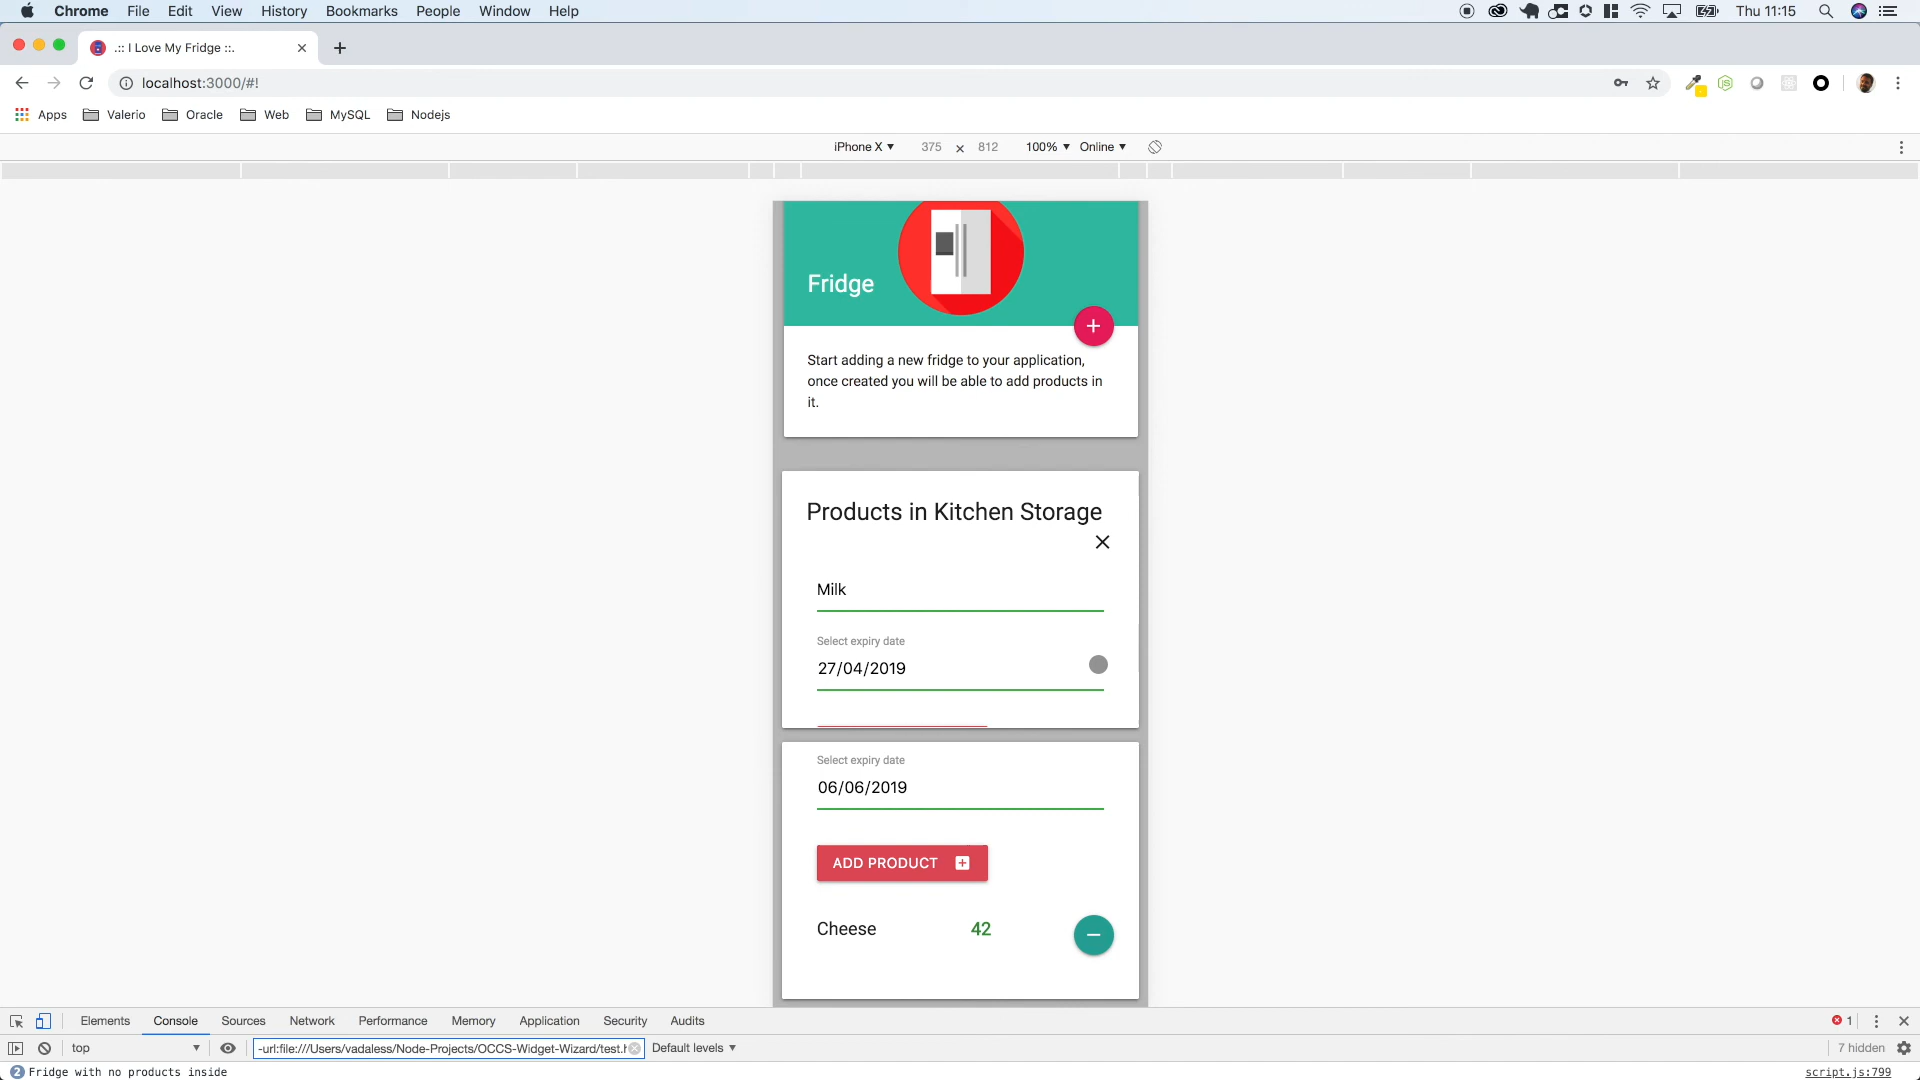 Chrome File Edit View History Bookmarks People Window Help Thu 11:15
.:: I Love My Fridge ::.
localhost:3000/#!
Apps Valerio Oracle Web MySQL Nodejs
iPhone X ▼ 375 x 812 100% ▼ Online ▼
Fridge
Start adding a new fridge to your application,
once created you will be able to add products in
it.
Products in Kitchen Storage
Milk
Select expiry date
27/04/2019
Select expiry date
06/06/2019
ADD PRODUCT
Cheese 42
Elements Console Sources Network Performance Memory Application Security Audits 1
top ▼ -url:file:///Users/vadaless/Node-Projects/OCCS-Widget-Wizard/test.h Default levels ▼ 7 hidden
2 Fridge with no products inside script.js:799